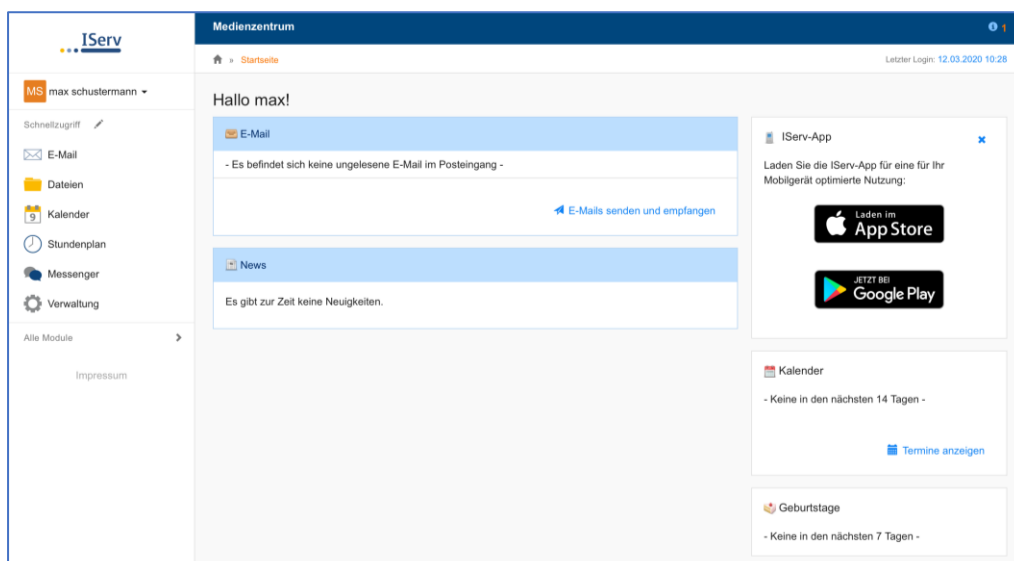 IServ
max schustermann
MS
Schnellzugriff
E-Mail
Dateien
9
Kalender
Stundenplan
Messenger
Verwaltung
Alle Module
Impressum
Medienzentrum
1
» Startseite
Letzter Login: 12.03.2020 10:28
Hallo max!
E-Mail
- Es befindet sich keine ungelesene E-Mail im Posteingang -
E-Mails senden und empfangen
News
Es gibt zur Zeit keine Neuigkeiten.
IServ-App
Laden Sie die IServ-App für eine für Ihr
Mobilgerät optimierte Nutzung:
Laden im
App Store
JETZT BEI
Google Play
Kalender
- Keine in den nächsten 14 Tagen -
Termine anzeigen
Geburtstage
- Keine in den nächsten 7 Tagen -